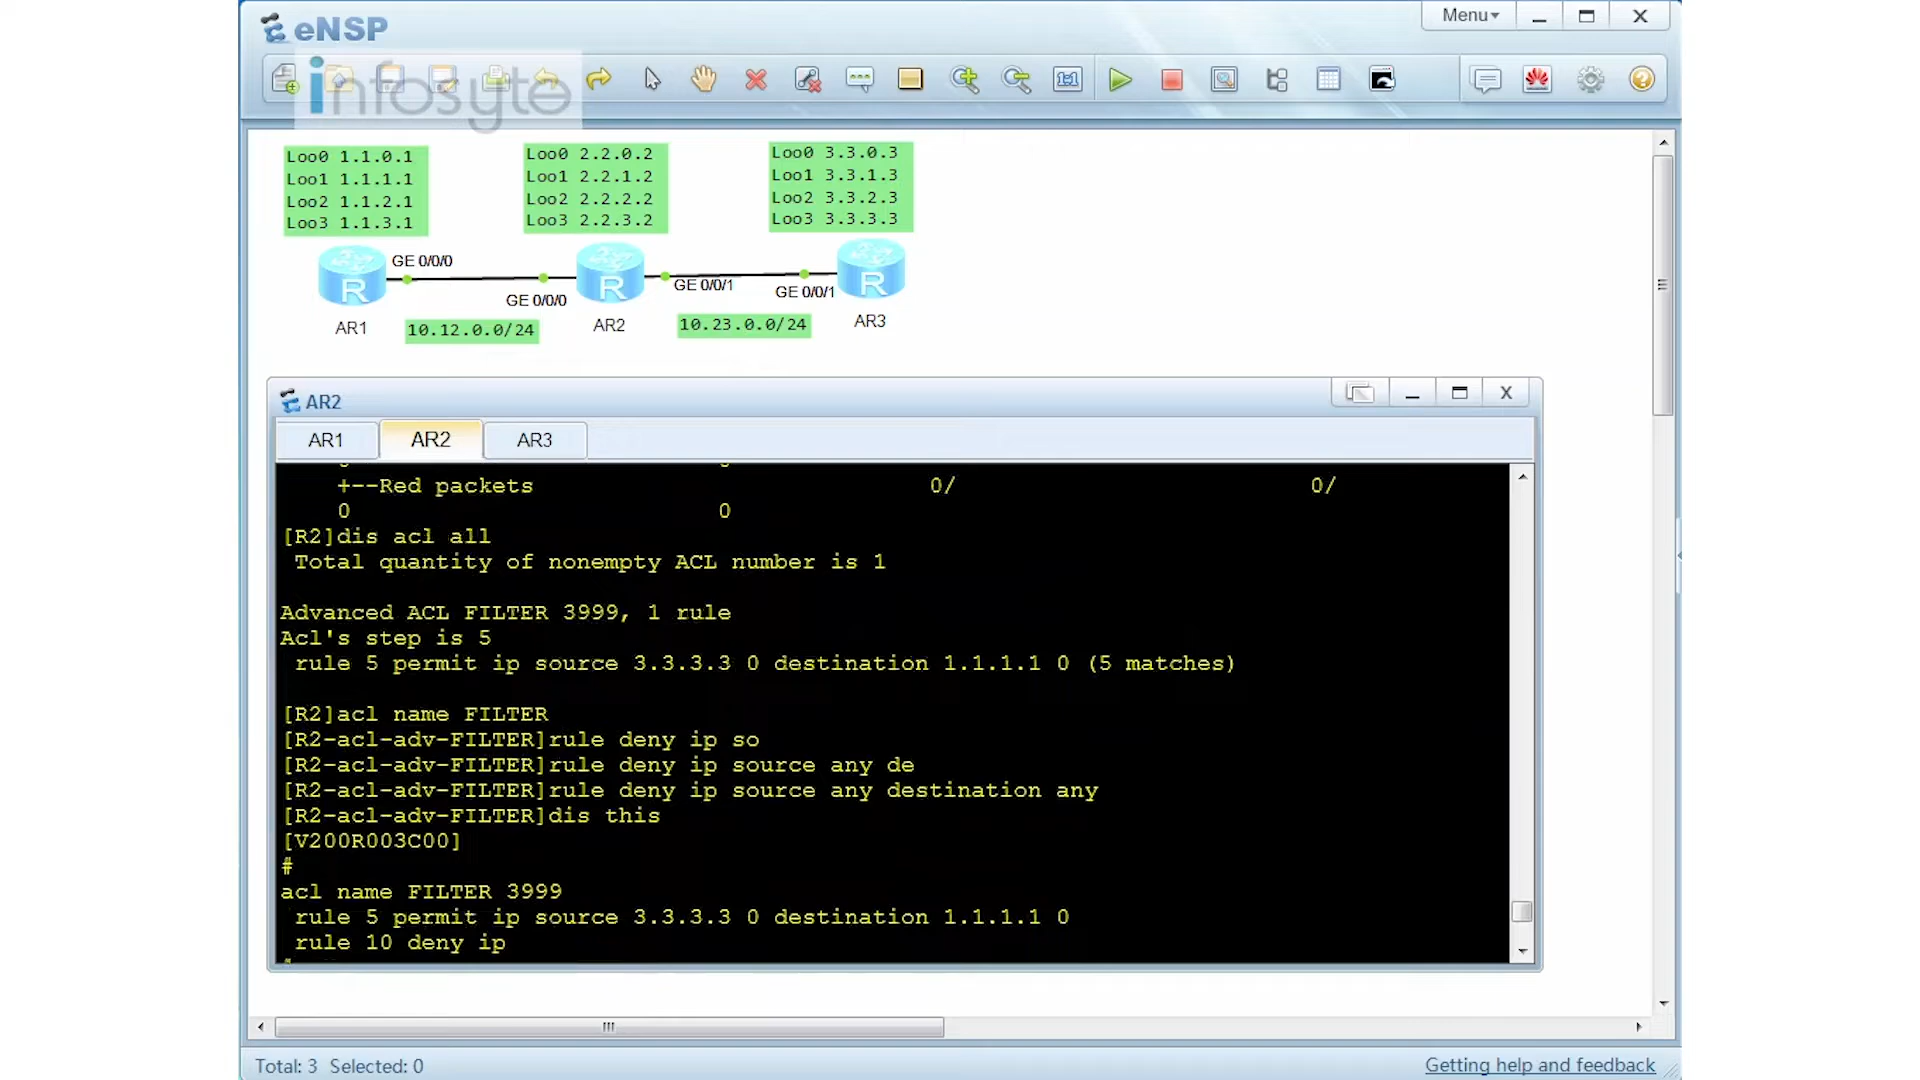 eNSP
Menu
infosyte
Loo0 1.1.0.1
Loo1 1.1.1.1
Loo2 1.1.2.1
Loo3 1.1.3.1
Loo0 2.2.0.2
Loo1 2.2.1.2
Loo2 2.2.2.2
Loo3 2.2.3.2
Loo0 3.3.0.3
Loo1 3.3.1.3
Loo2 3.3.2.3
Loo3 3.3.3.3
GE 0/0/0
GE 0/0/0
GE 0/0/1
GE 0/0/1
R
R
R
AR1
AR2
AR3
10.12.0.0/24
10.23.0.0/24
AR2
AR1 AR2 AR3
+--Red packets 0/ 0/
0 0
[R2]dis acl all
Total quantity of nonempty ACL number is 1
Advanced ACL FILTER 3999, 1 rule
Acl's step is 5
rule 5 permit ip source 3.3.3.3 0 destination 1.1.1.1 0 (5 matches)
[R2]acl name FILTER
[R2-acl-adv-FILTER]rule deny ip so
[R2-acl-adv-FILTER]rule deny ip source any de
[R2-acl-adv-FILTER]rule deny ip source any destination any
[R2-acl-adv-FILTER]dis this
[V200R003C00]
#
acl name FILTER 3999
rule 5 permit ip source 3.3.3.3 0 destination 1.1.1.1 0
rule 10 deny ip
Total: 3 Selected: 0
Getting help and feedback